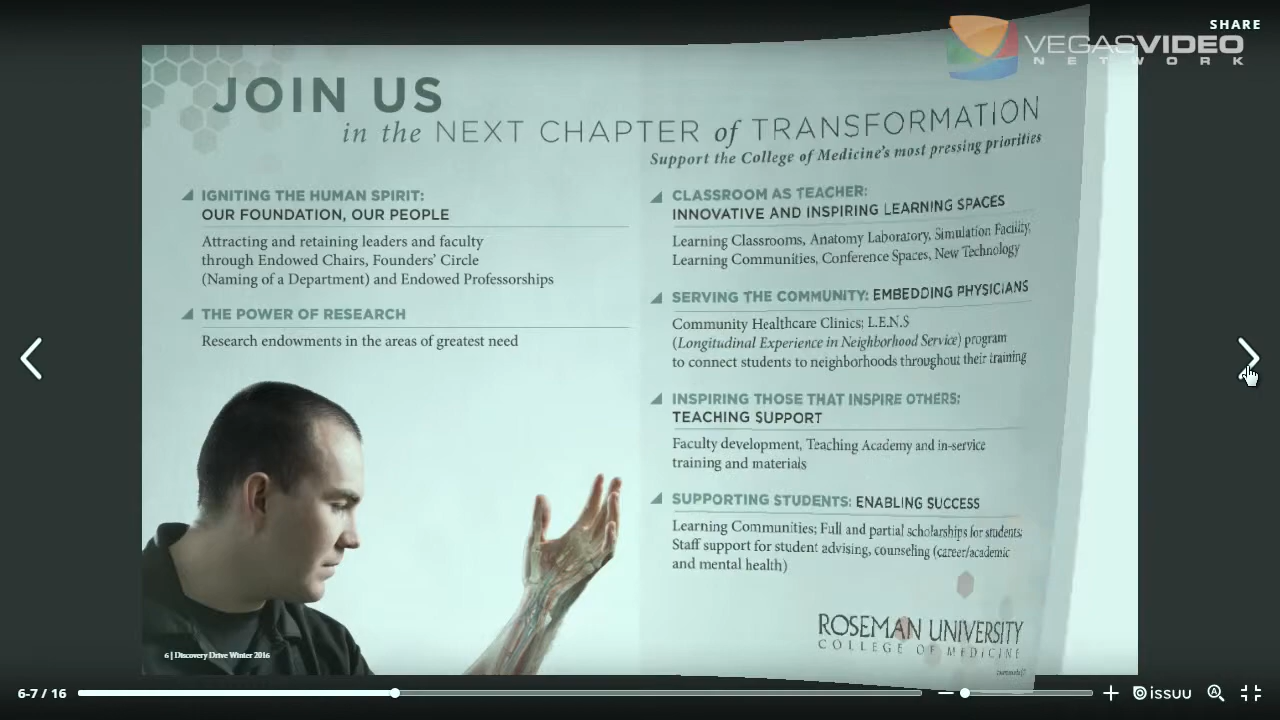 SHARE
VEGASVIDEO
NETWORK
JOIN US
in the NEXT CHAPTER of TRANSFORMATION
Support the College of Medicine's most pressing priorities
IGNITING THE HUMAN SPIRIT:
OUR FOUNDATION, OUR PEOPLE
Attracting and retaining leaders and faculty
through Endowed Chairs, Founders' Circle
(Naming of a Department) and Endowed Professorships
THE POWER OF RESEARCH
Research endowments in the areas of greatest need
CLASSROOM AS TEACHER:
INNOVATIVE AND INSPIRING LEARNING SPACES
Learning Classrooms, Anatomy Laboratory, Simulation Facility,
Learning Communities, Conference Spaces, New Technology
SERVING THE COMMUNITY: EMBEDDING PHYSICIANS
Community Healthcare Clinics; L.E.N.S
(Longitudinal Experience in Neighborhood Service) program
to connect students to neighborhoods throughout their training
INSPIRING THOSE THAT INSPIRE OTHERS:
TEACHING SUPPORT
Faculty development, Teaching Academy and in-service
training and materials
SUPPORTING STUDENTS: ENABLING SUCCESS
Learning Communities; Full and partial scholarships for students;
Staff support for student advising, counseling (career/academic
and mental health)
ROSEMAN UNIVERSITY
COLLEGE OF MEDICINE
6 | Discovery Drive Winter 2016
6-7 / 16
issuu